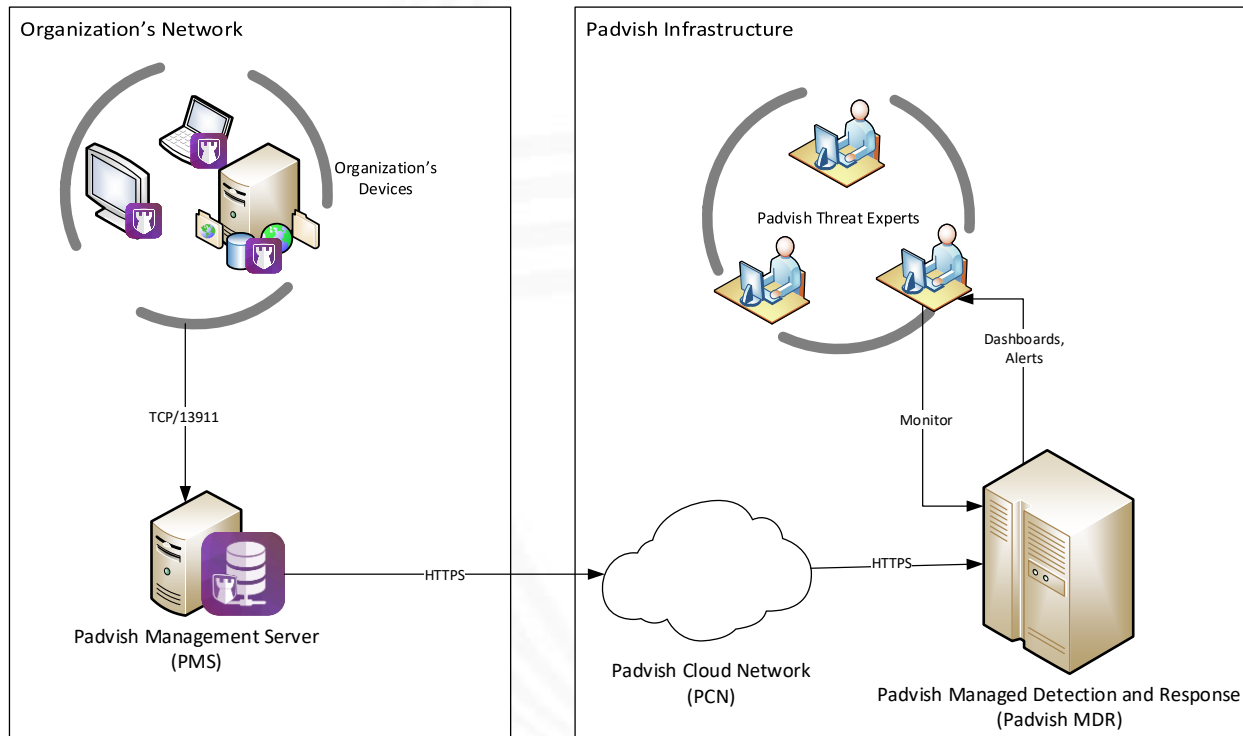 Organization's Network
Organization's
Devices
TCP/13911
Padvish Management Server
(PMS)
HTTPS
Padvish Infrastructure
Padvish Threat Experts
Dashboards,
Alerts
Monitor
HTTPS
Padvish Cloud Network
(PCN)
Padvish Managed Detection and Response
(Padvish MDR)